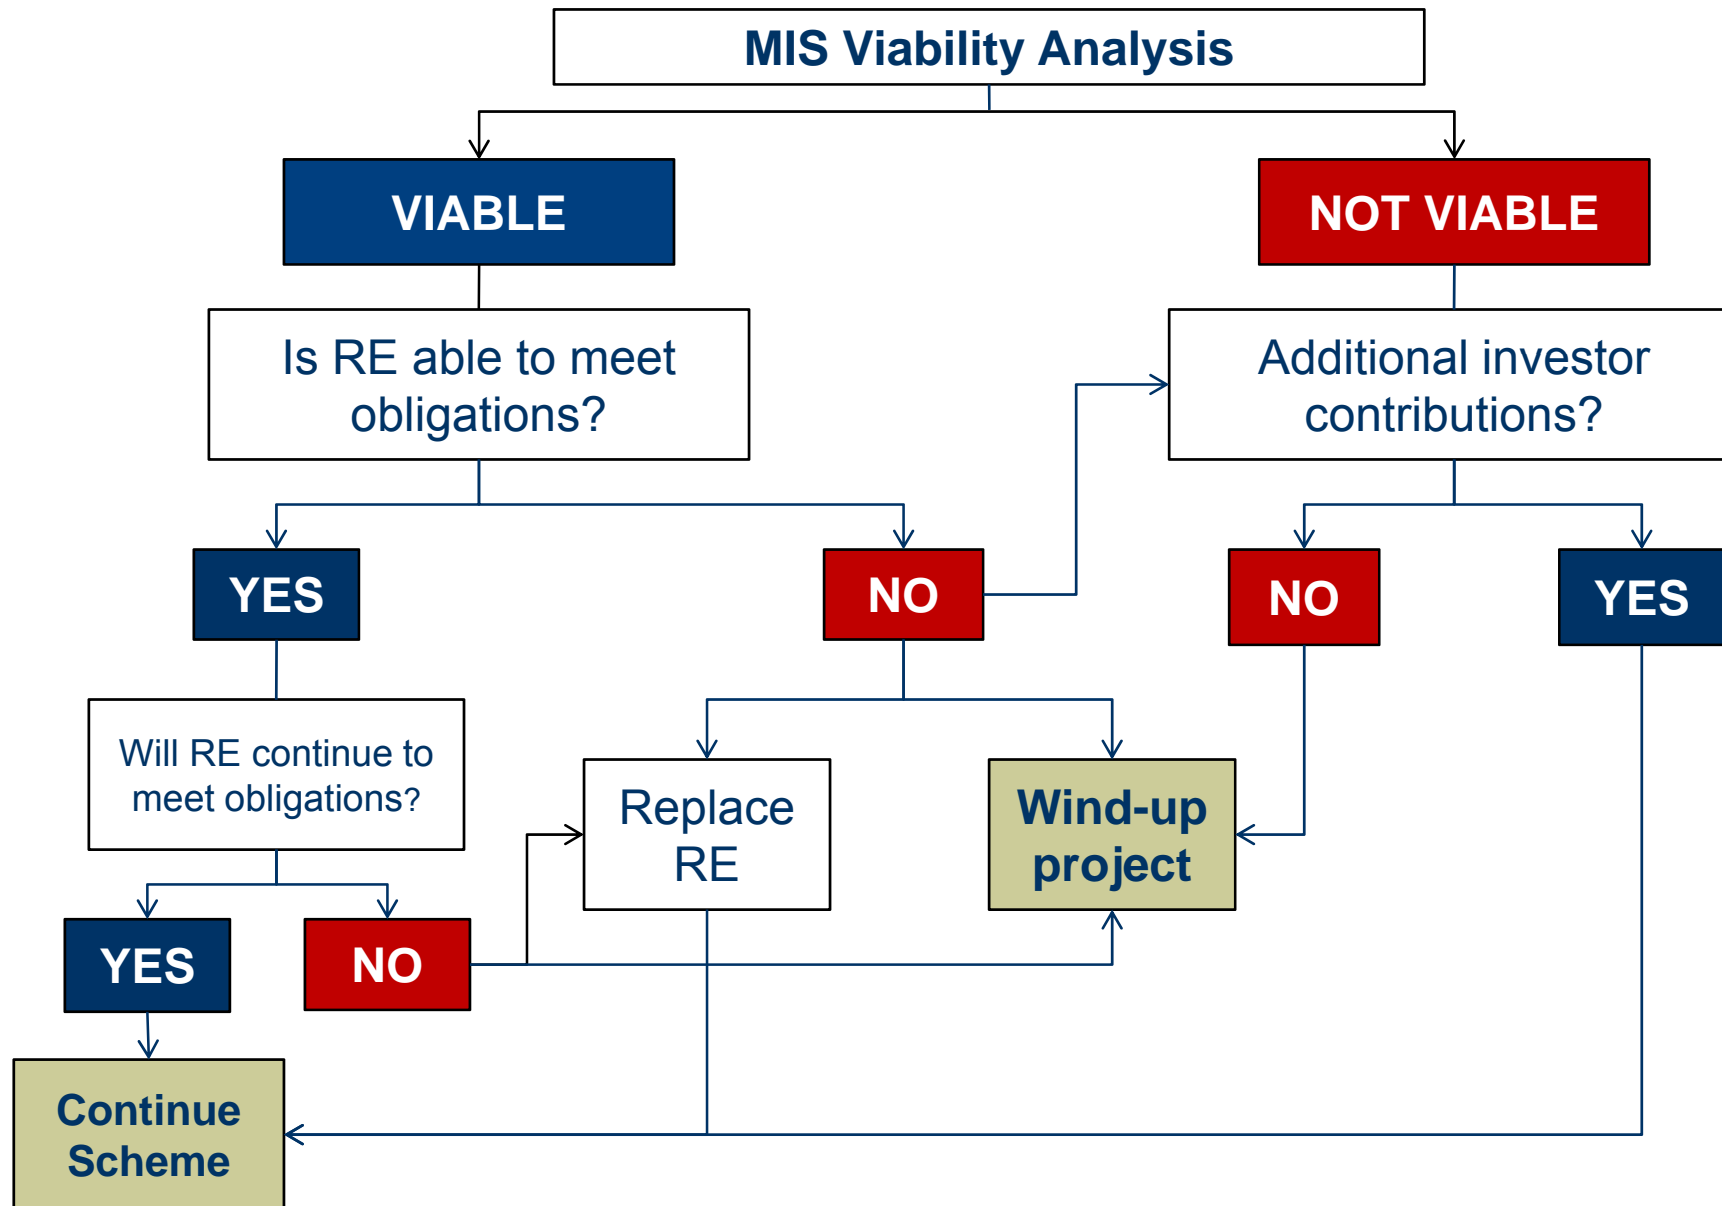 MIS Viability Analysis
VIABLE
NOT VIABLE
Is RE able to meet
obligations?
Additional investor
contributions?
YES
NO
NO
YES
Will RE continue to
meet obligations?
Replace
RE
Wind-up
project
YES
NO
Continue
Scheme